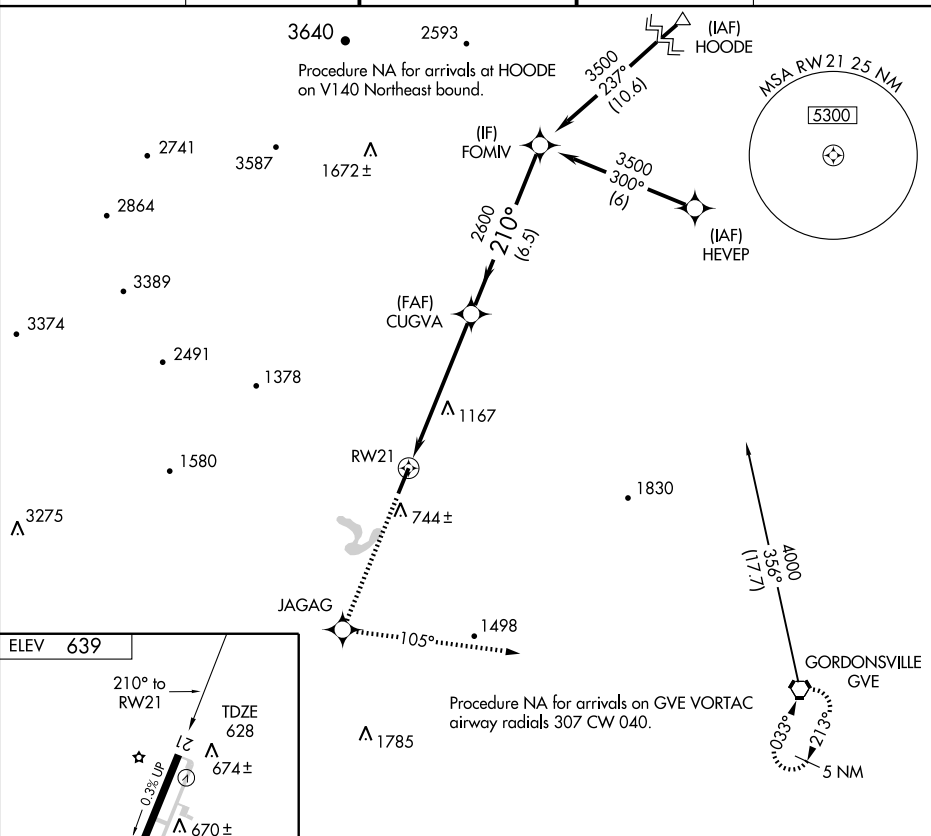 3640
2593
(IAF)
HOODE
Procedure NA for arrivals at HOODE
on V140 Northeast bound.
3500
237°
(10.6)
MSA RW21 25 NM
5300
(IF)
FOMIV
2741
3587
1672±
3500
300°
(6)
2864
(IAF)
HEVEP
2600
210°
(6.5)
3389
(FAF)
CUGVA
3374
2491
1378
1167
RW21
1580
1830
3275
744±
4000
356°
(17.7)
JAGAG
105°
1498
ELEV 639
GORDONSVILLE
GVE
210° to
RW21
TDZE
628
Procedure NA for arrivals on GVE VORTAC
airway radials 307 CW 040.
033°
213°
5 NM
1785
21
674±
0.3% UP
670±